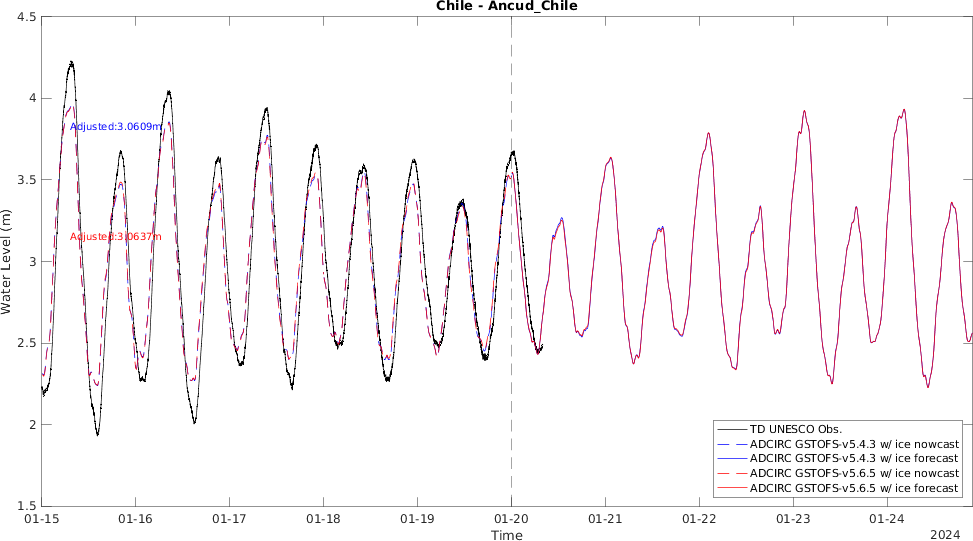 Chile - Ancud_Chile
4.5
4
3.5
3
2.5
2
1.5
Water Level (m)
Adjusted:3.0609m
Adjusted:3.0637m
TD UNESCO Obs.
ADCIRC GSTOFS-v5.4.3 w/ ice nowcast
ADCIRC GSTOFS-v5.4.3 w/ ice forecast
ADCIRC GSTOFS-v5.6.5 w/ ice nowcast
ADCIRC GSTOFS-v5.6.5 w/ ice forecast
01-15 01-16 01-17 01-18 01-19 01-20 01-21 01-22 01-23 01-24
Time
2024